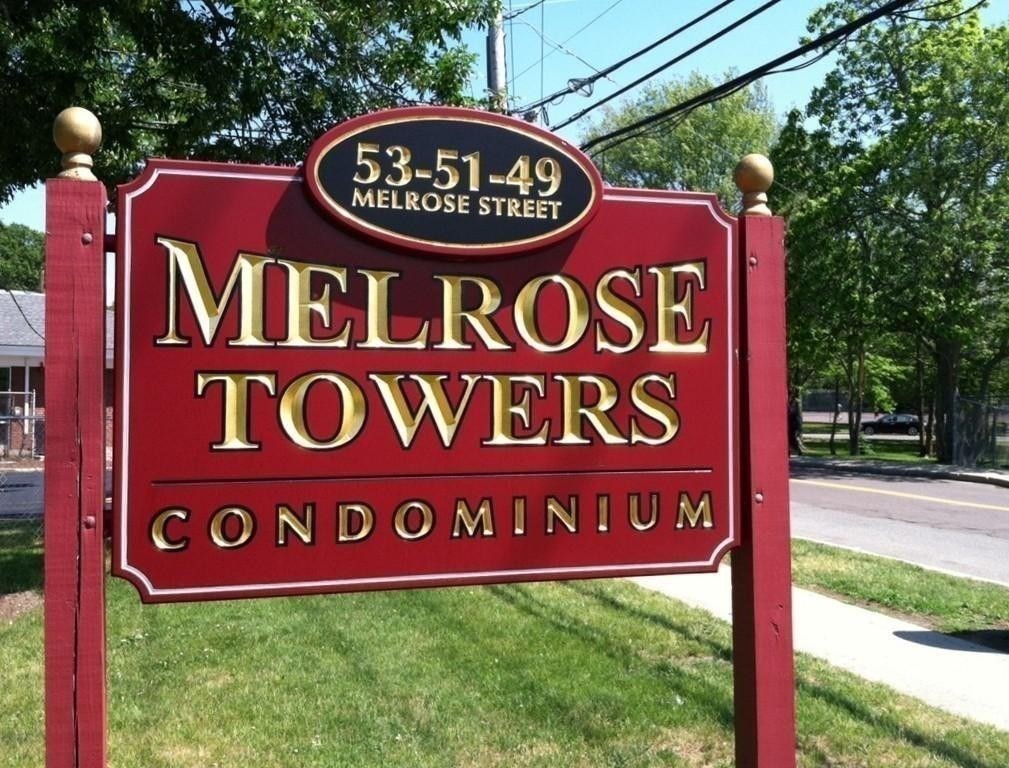 53-51-49
MELROSE STREET
MELROSE
TOWERS
CONDOMINIUM